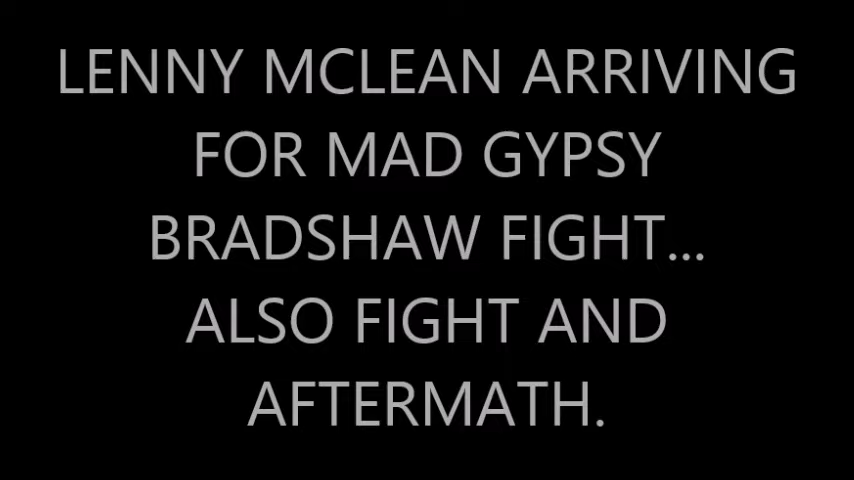 LENNY MCLEAN ARRIVING
FOR MAD GYPSY
BRADSHAW FIGHT...
ALSO FIGHT AND
AFTERMATH.